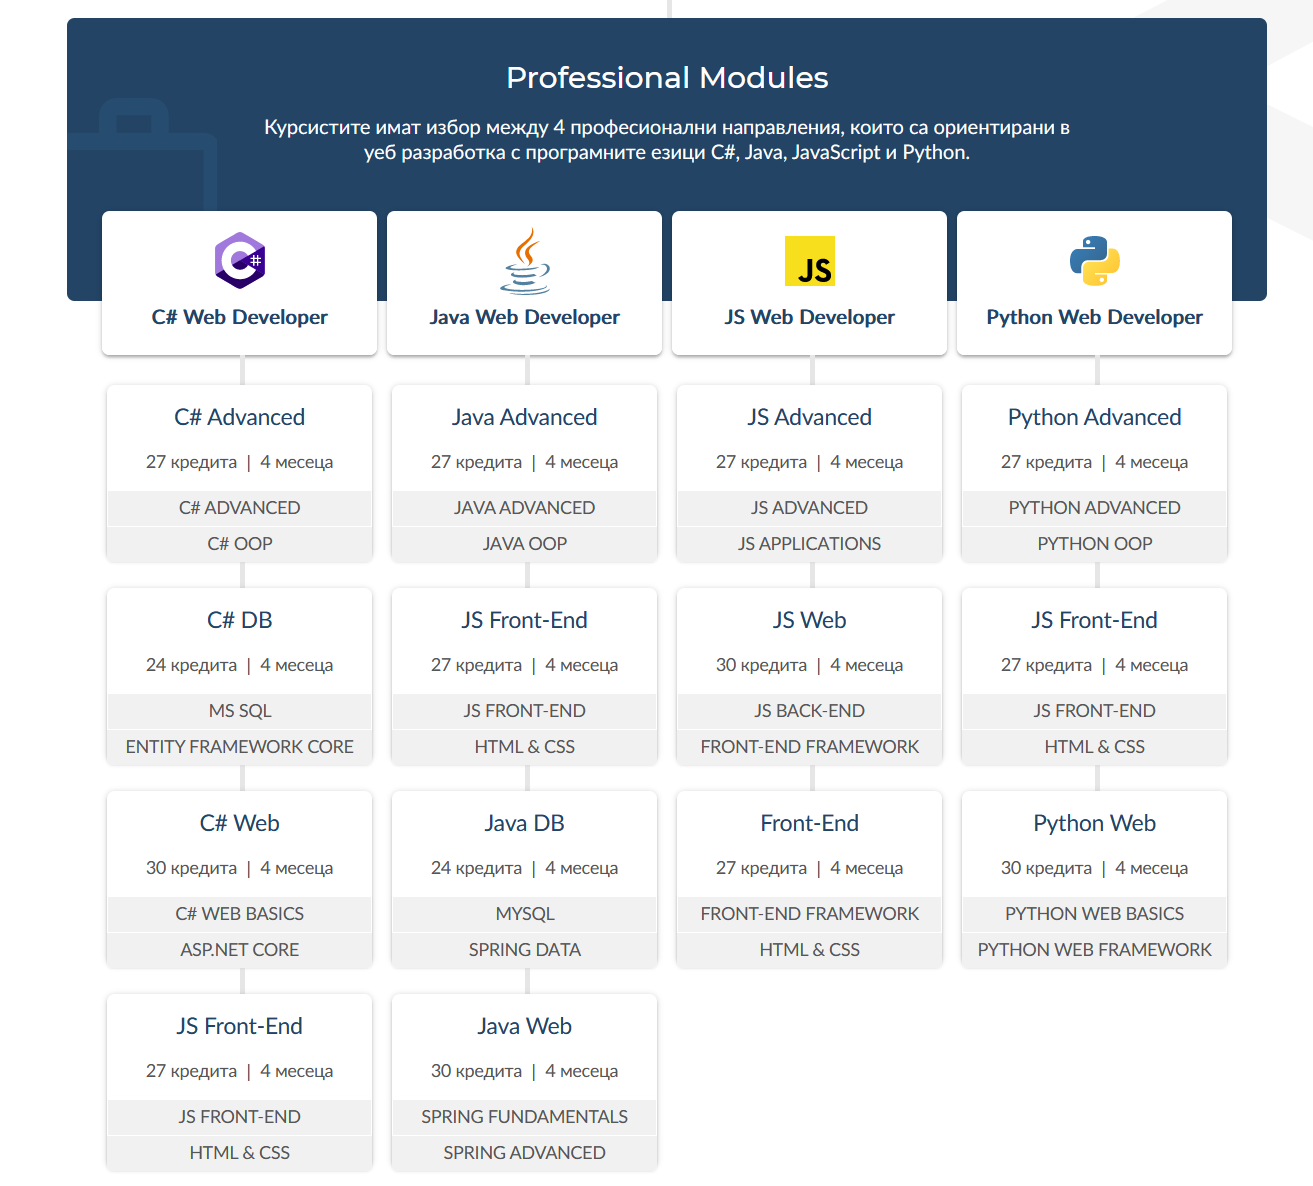 Professional Modules
Курсистите имат избор между 4 професионални направления, които са ориентирани в
уеб разработка с програмните езици C#, Java, JavaScript и Python.
C#
C# Web Developer
C# Advanced
27 кредита | 4 месеца
C# ADVANCED
C# OOP
C# DB
24 кредита | 4 месеца
MS SQL
ENTITY FRAMEWORK CORE
C# Web
30 кредита | 4 месеца
C# WEB BASICS
ASP.NET CORE
JS Front-End
27 кредита | 4 месеца
JS FRONT-END
HTML & CSS
Java Web Developer
Java Advanced
27 кредита | 4 месеца
JAVA ADVANCED
JAVA OOP
JS Front-End
27 кредита | 4 месеца
JS FRONT-END
HTML & CSS
Java DB
24 кредита | 4 месеца
MYSQL
SPRING DATA
Java Web
30 кредита | 4 месеца
SPRING FUNDAMENTALS
SPRING ADVANCED
JS
JS Web Developer
JS Advanced
27 кредита | 4 месеца
JS ADVANCED
JS APPLICATIONS
JS Web
30 кредита | 4 месеца
JS BACK-END
FRONT-END FRAMEWORK
Front-End
27 кредита | 4 месеца
FRONT-END FRAMEWORK
HTML & CSS
Python Web Developer
Python Advanced
27 кредита | 4 месеца
PYTHON ADVANCED
PYTHON OOP
JS Front-End
27 кредита | 4 месеца
JS FRONT-END
HTML & CSS
Python Web
30 кредита | 4 месеца
PYTHON WEB BASICS
PYTHON WEB FRAMEWORK